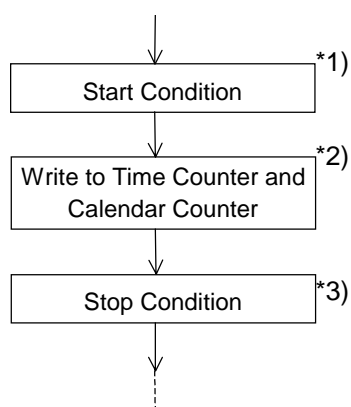 *1)
Start Condition
*2)
Write to Time Counter and
Calendar Counter
*3)
Stop Condition